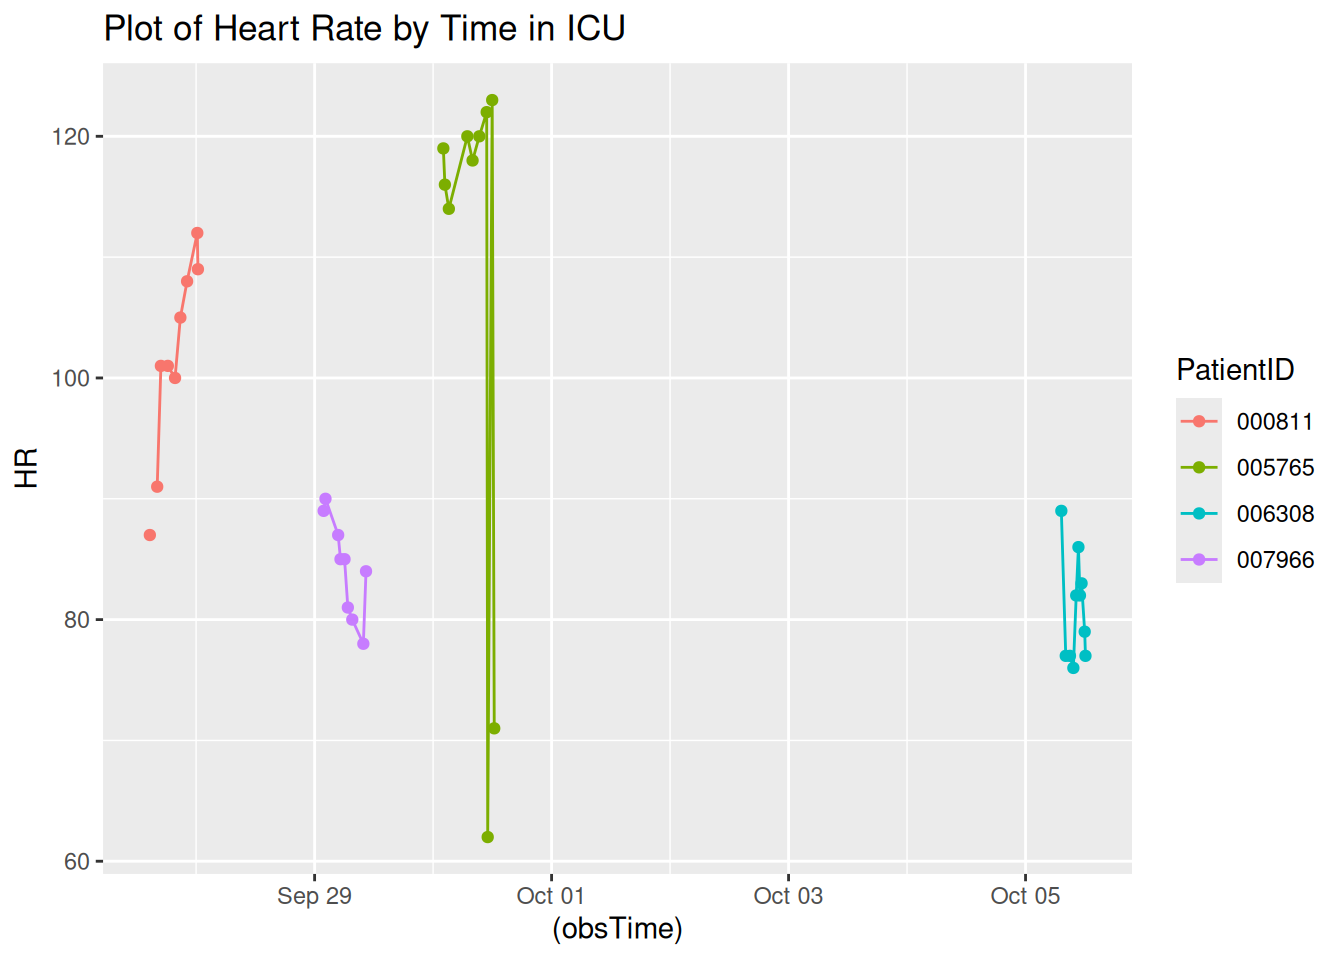 Plot of Heart Rate by Time in ICU
120
100
80
60
HR
Sep 29
Oct 01
Oct 03
Oct 05
(obsTime)
PatientID
000811
005765
006308
007966